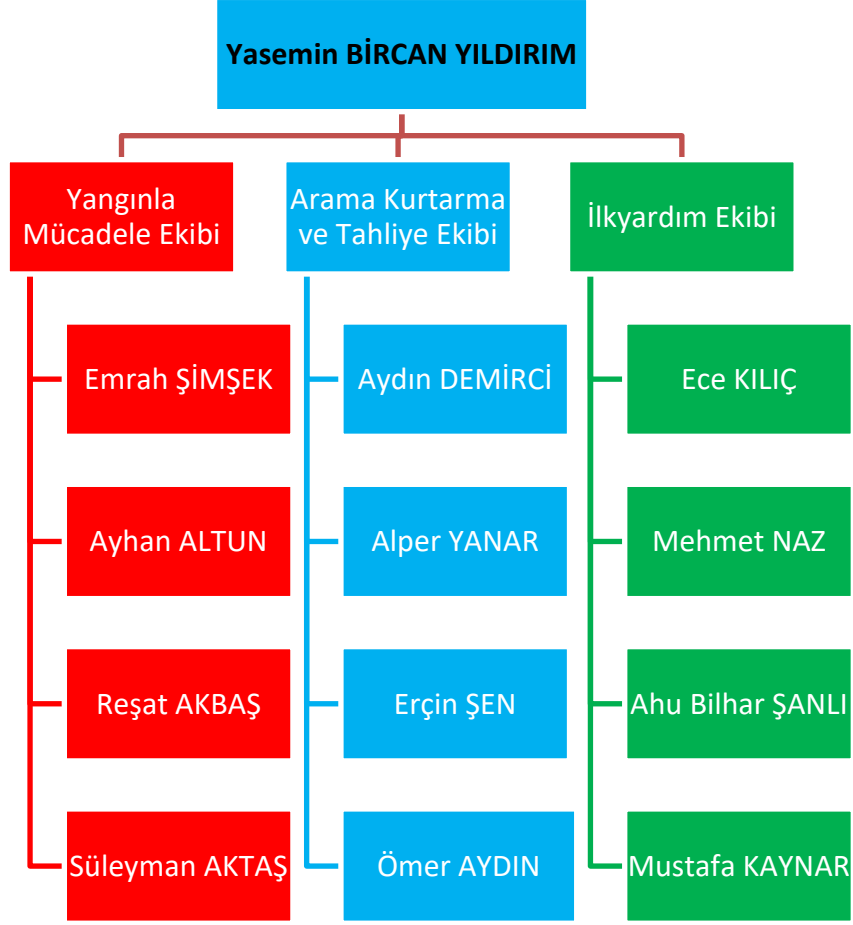 Yasemin BİRCAN YILDIRIM
Yangınla
Mücadele Ekibi
Emrah ŞİMŞEK
Ayhan ALTUN
Reşat AKBAŞ
Süleyman AKTAŞ
Arama Kurtarma
ve Tahliye Ekibi
Aydın DEMİRCİ
Alper YANAR
Erçin ŞEN
Ömer AYDIN
İlkyardım Ekibi
Ece KILIÇ
Mehmet NAZ
Ahu Bilhar ŞANLI
Mustafa KAYNAR